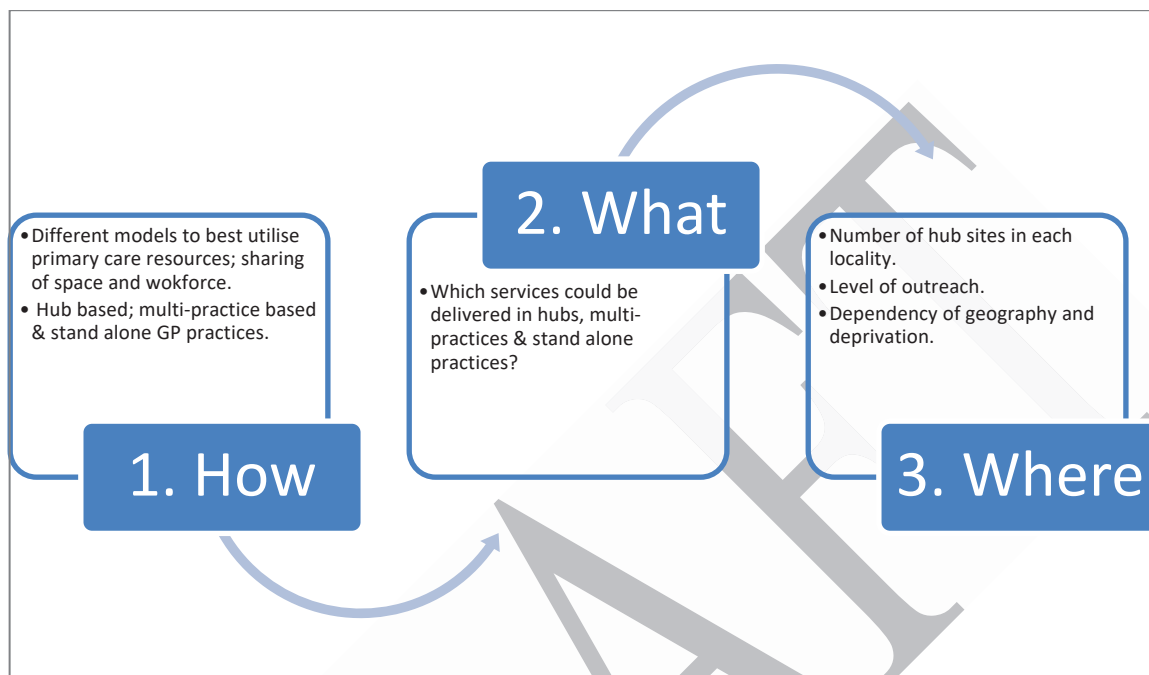 • Different models to best utilise
primary care resources; sharing
of space and wokforce.
• Hub based; multi-practice based
& stand alone GP practices.
1. How
2. What
• Which services could be
delivered in hubs, multi-
practices & stand alone
practices?
• Number of hub sites in each
locality.
• Level of outreach.
• Dependency of geography and
deprivation.
3. Where